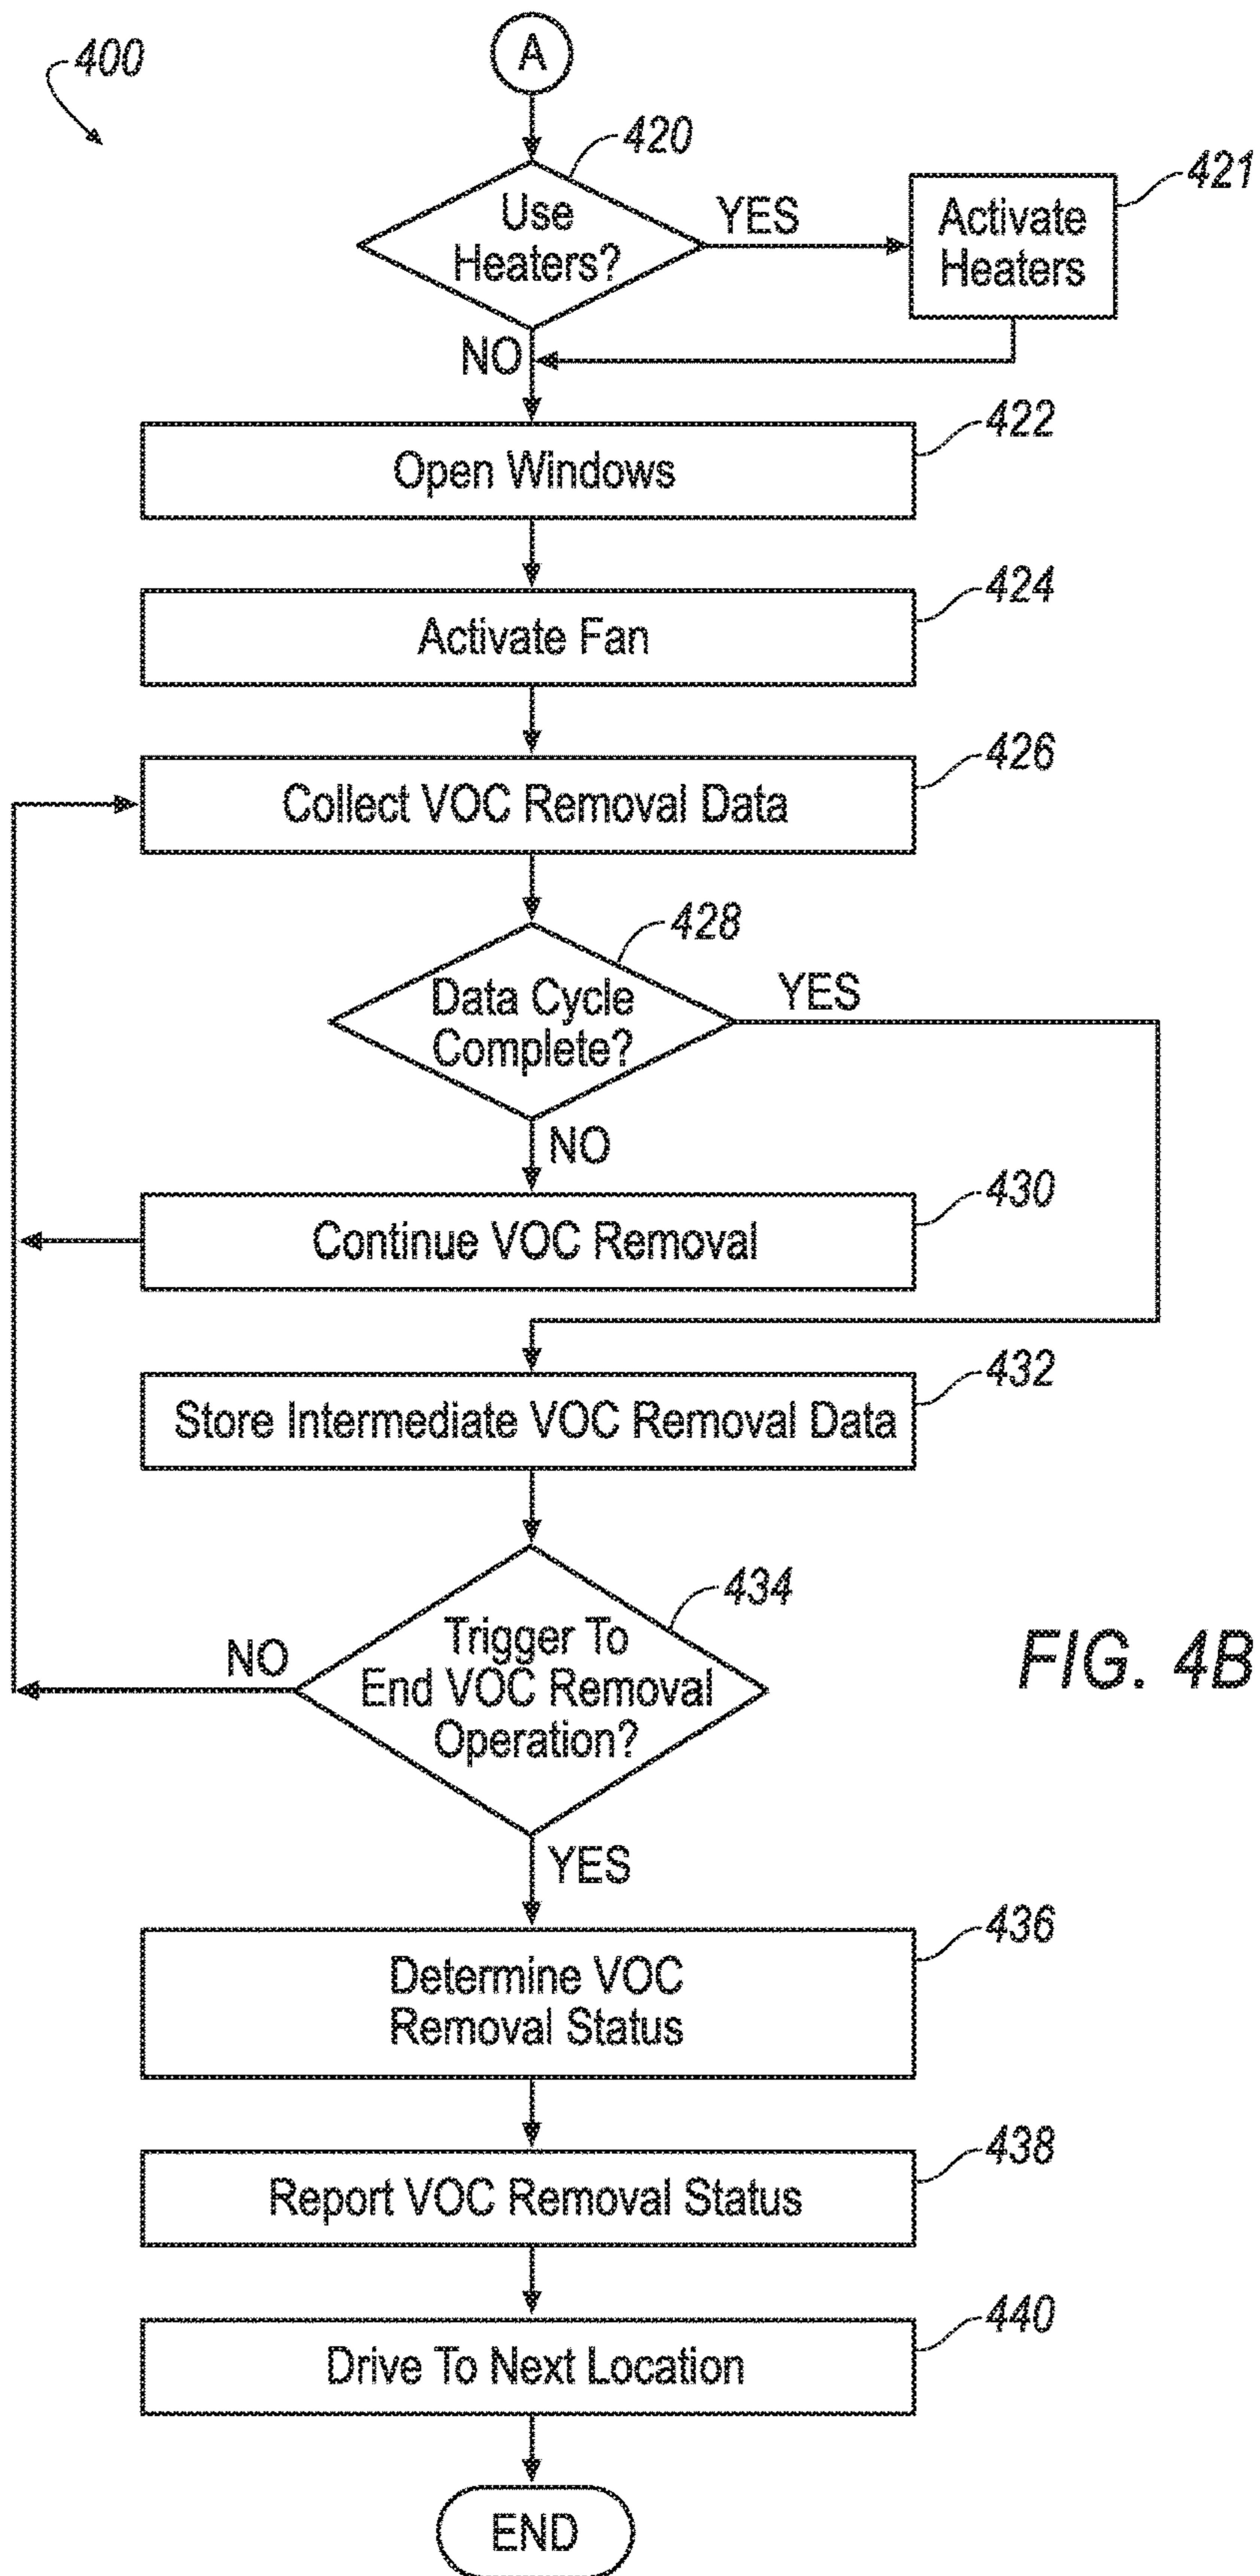 400
A
420
Use
Heaters?
YES
421
Activate
Heaters
NO
422
Open Windows
424
Activate Fan
426
Collect VOC Removal Data
428
Data Cycle
Complete?
YES
NO
430
Continue VOC Removal
432
Store Intermediate VOC Removal Data
434
Trigger To
End VOC Removal
Operation?
NO
FIG. 4B
YES
436
Determine VOC
Removal Status
438
Report VOC Removal Status
440
Drive To Next Location
END